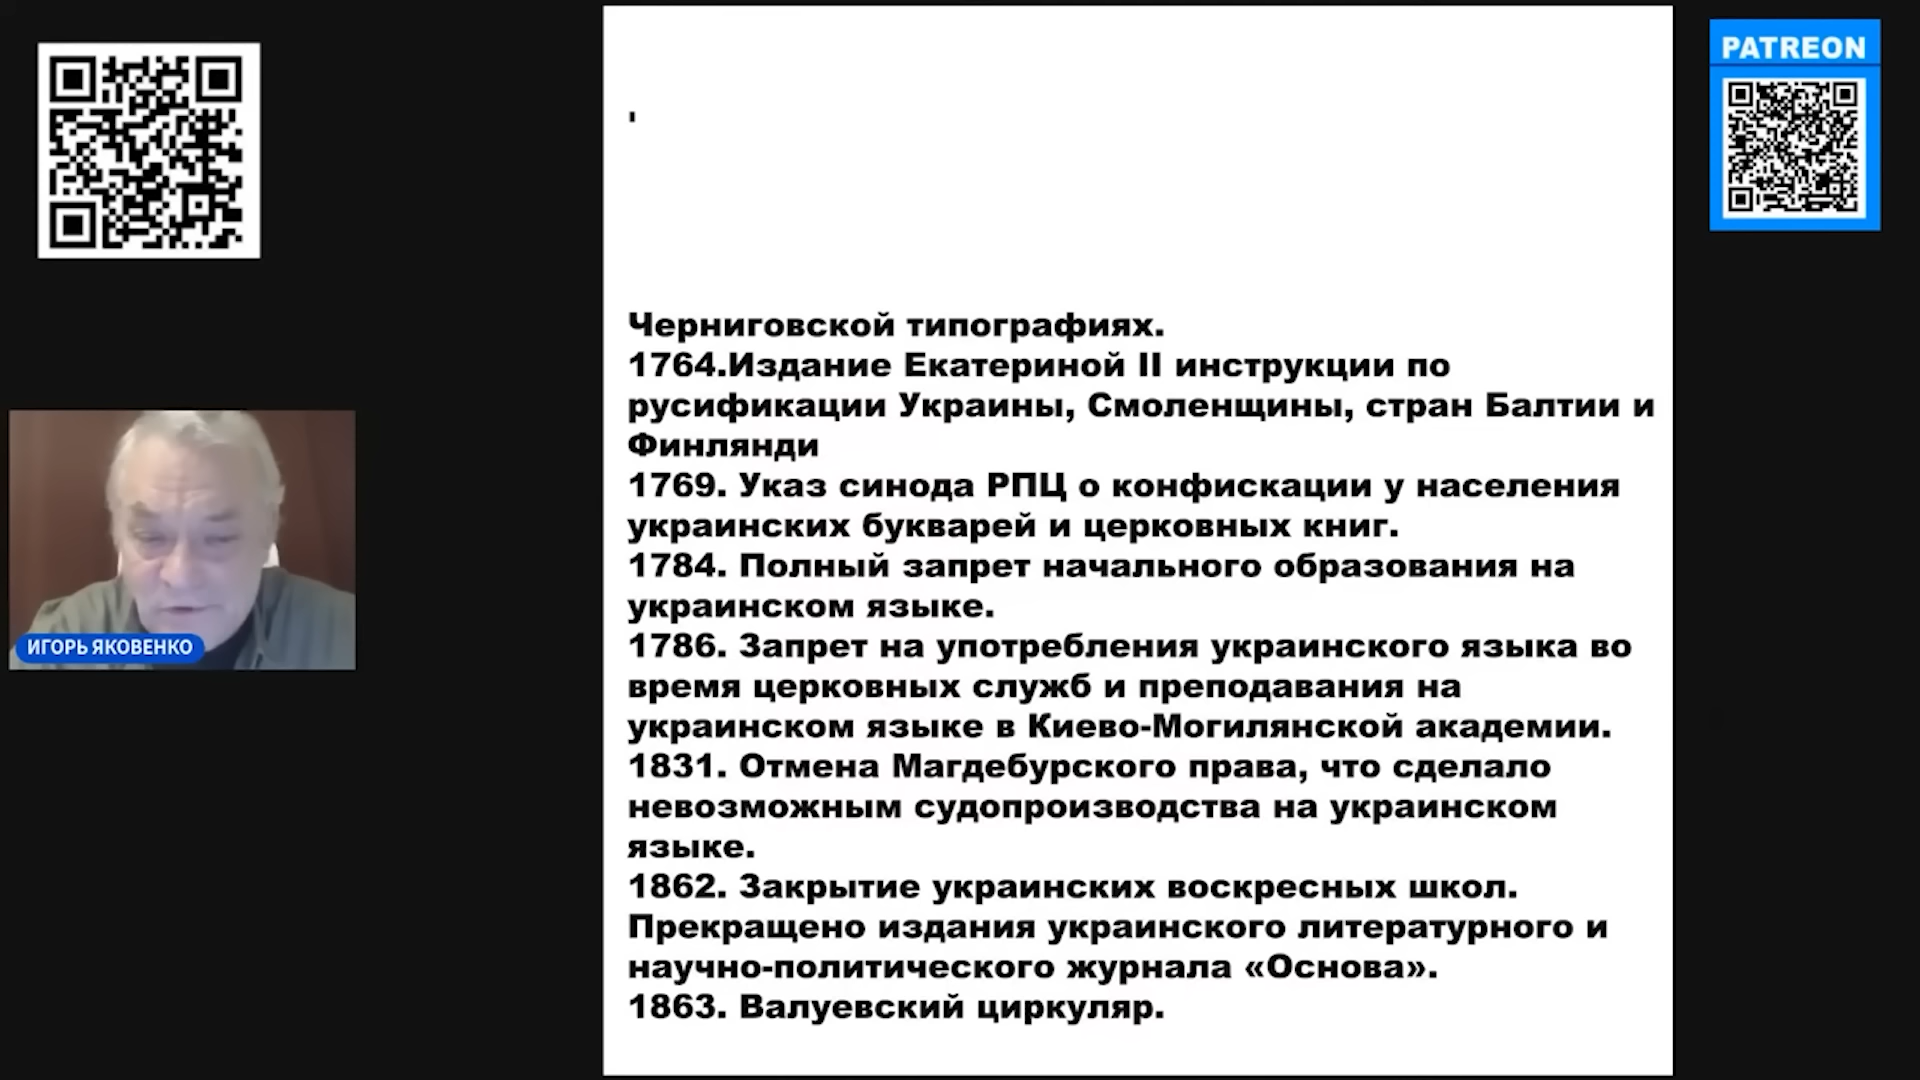 PATREON
Черниговской типографиях.
1764.Издание Екатериной II инструкции по
русификации Украины, Смоленщины, стран Балтии и
Финлянди
1769. Указ синода РПЦ о конфискации у населения
украинских букварей и церковных книг.
1784. Полный запрет начального образования на
украинском языке.
1786. Запрет на употребления украинского языка во
время церковных служб и преподавания на
украинском языке в Киево-Могилянской академии.
1831. Отмена Магдебурского права, что сделало
невозможным судопроизводства на украинском
языке.
1862. Закрытие украинских воскресных школ.
Прекращено издания украинского литературного и
научно-политического журнала «Основа».
1863. Валуевский циркуляр.
ИГОРЬ ЯКОВЕНКО